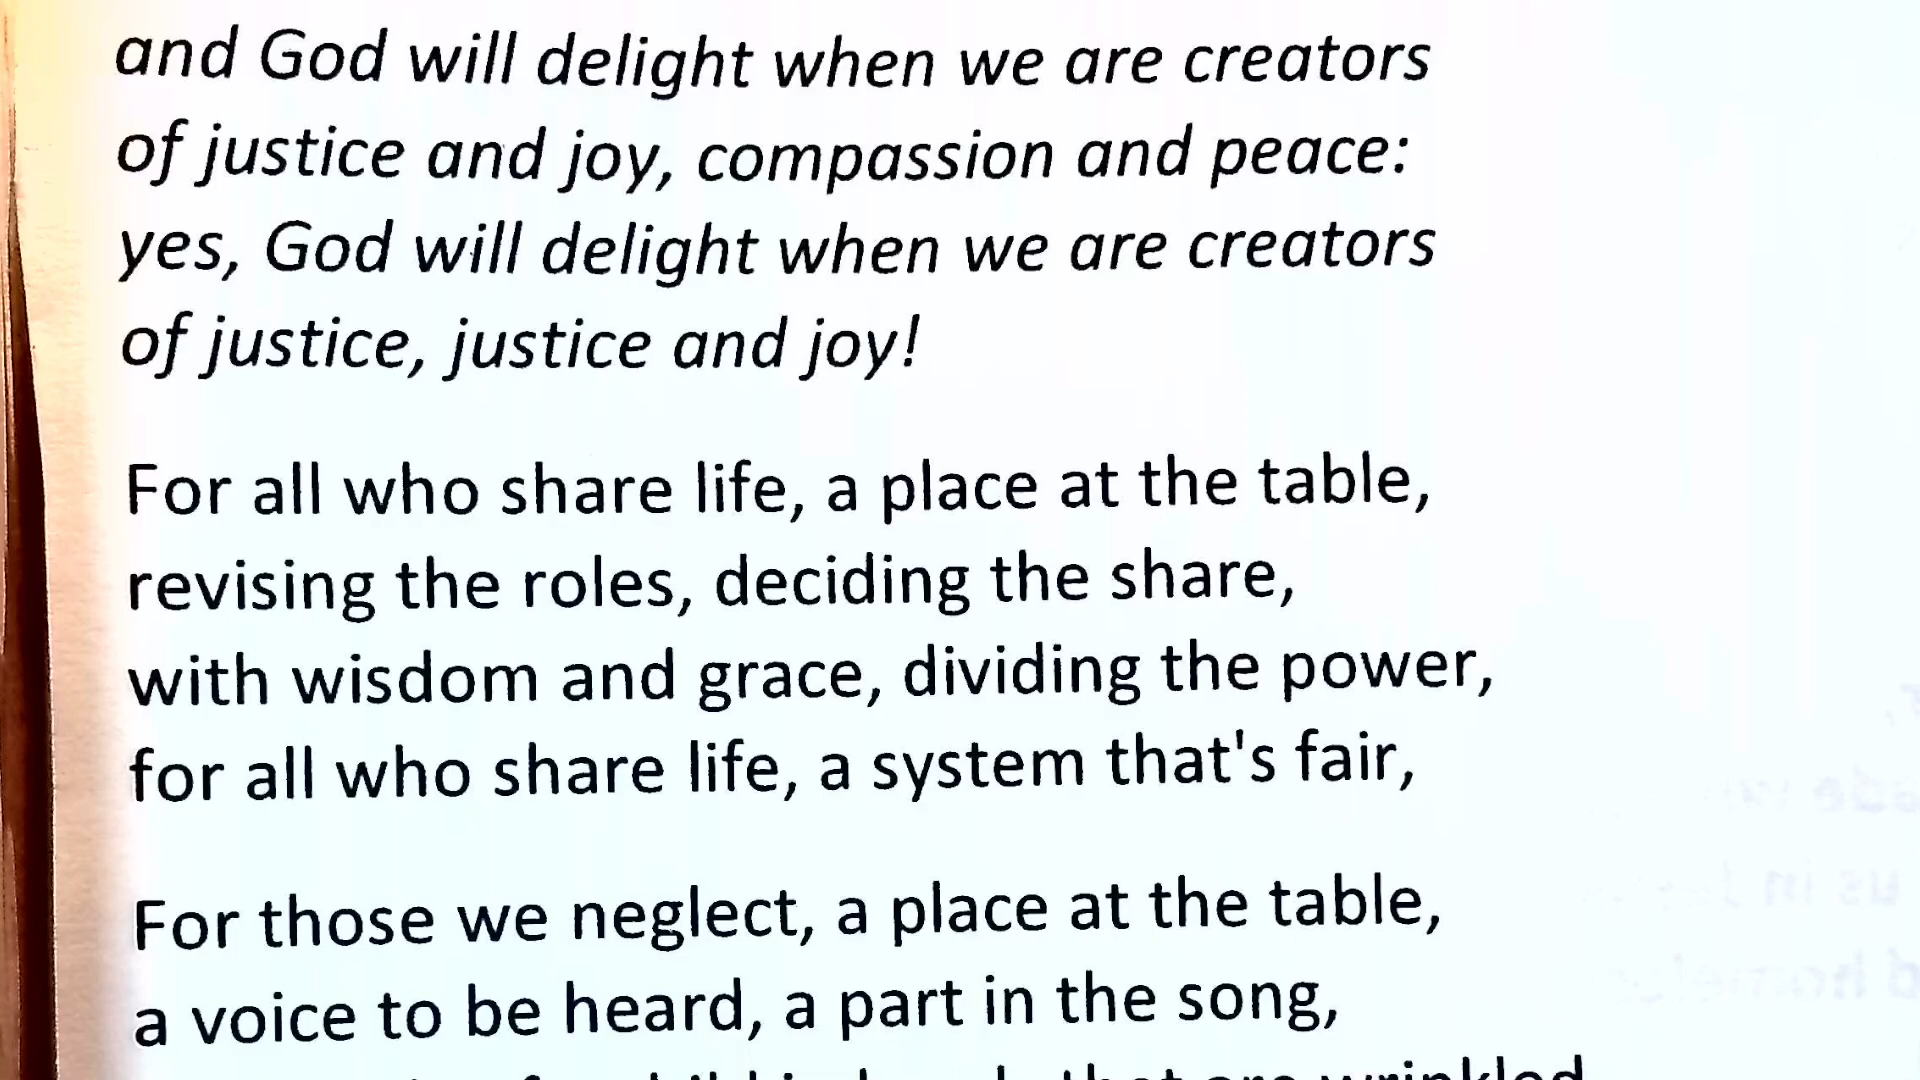 and God will delight when we are creators
of justice and joy, compassion and peace:
yes, God will delight when we are creators
of justice, justice and joy!
For all who share life, a place at the table,
revising the roles, deciding the share,
with wisdom and grace, dividing the power,
for all who share life, a system that's fair,
For those we neglect, a place at the table,
a voice to be heard, a part in the song,
that are wrinkled